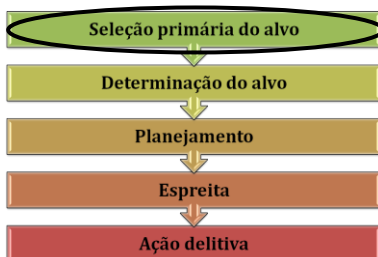 Seleção primária do alvo
Determinação do alvo
Planejamento
Espreita
Ação delitiva